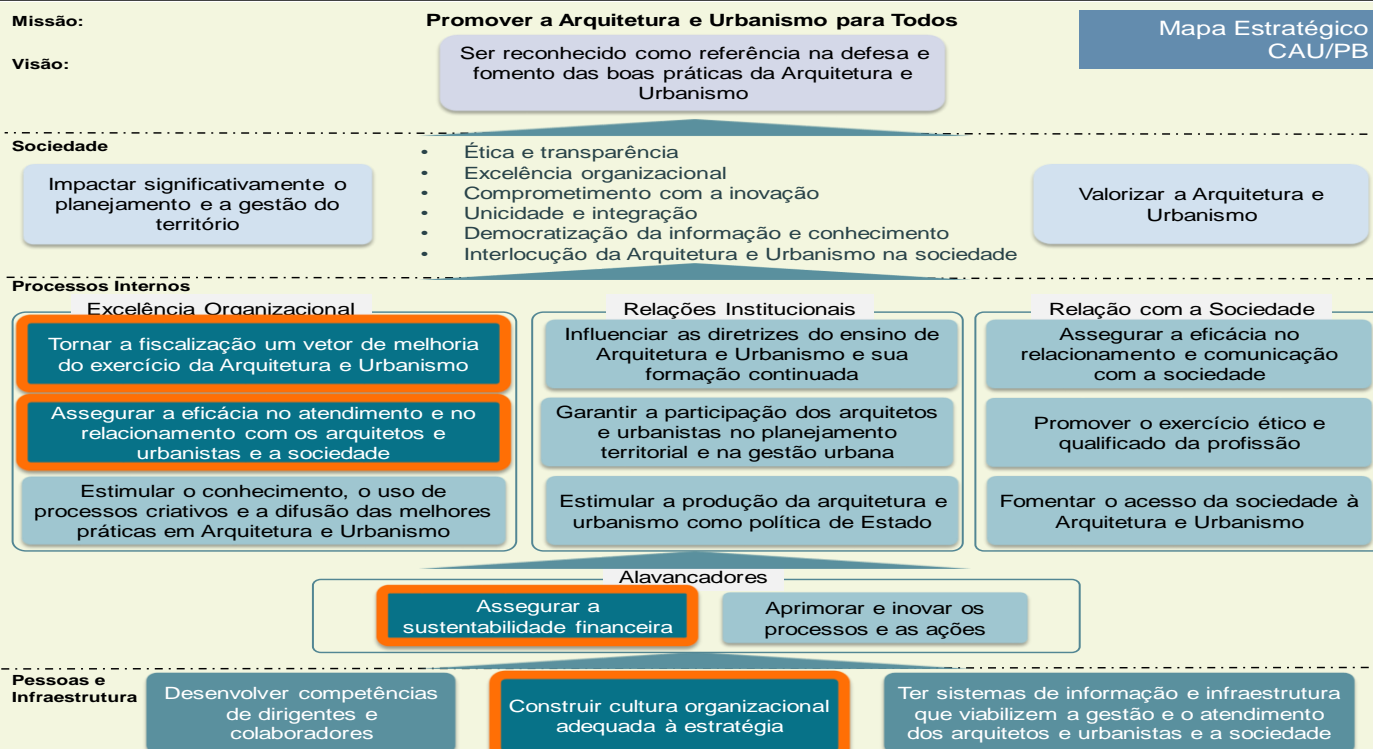 Missão:
Promover a Arquitetura e Urbanismo para Todos
Mapa Estratégico
CAU/PB
Visão:
Ser reconhecido como referência na defesa e
fomento das boas práticas da Arquitetura e
Urbanismo
Sociedade
Impactar significativamente o
planejamento e a gestão do
território
• Ética e transparência
• Excelência organizacional
• Comprometimento com a inovação
• Unicidade e integração
• Democratização da informação e conhecimento
• Interlocução da Arquitetura e Urbanismo na sociedade
Valorizar a Arquitetura e
Urbanismo
Processos Internos
Excelência Organizacional
Tornar a fiscalização um vetor de melhoria
do exercício da Arquitetura e Urbanismo
Assegurar a eficácia no atendimento e no
relacionamento com os arquitetos e
urbanistas e a sociedade
Estimular o conhecimento, o uso de
processos criativos e a difusão das melhores
práticas em Arquitetura e Urbanismo
Relações Institucionais
Influenciar as diretrizes do ensino de
Arquitetura e Urbanismo e sua
formação continuada
Garantir a participação dos arquitetos
e urbanistas no planejamento
territorial e na gestão urbana
Estimular a produção da arquitetura e
urbanismo como política de Estado
Relação com a Sociedade
Assegurar a eficácia no
relacionamento e comunicação
com a sociedade
Promover o exercício ético e
qualificado da profissão
Fomentar o acesso da sociedade à
Arquitetura e Urbanismo
Alavancadores
Assegurar a
sustentabilidade financeira
Aprimorar e inovar os
processos e as ações
Pessoas e
Infraestrutura
Desenvolver competências
de dirigentes e
colaboradores
Construir cultura organizacional
adequada à estratégia
Ter sistemas de informação e infraestrutura
que viabilizem a gestão e o atendimento
dos arquitetos e urbanistas e a sociedade